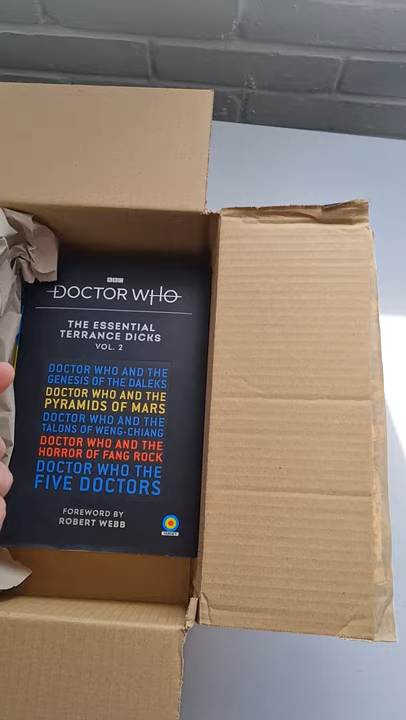 BBC
DOCTOR WHO
THE ESSENTIAL
TERRANCE DICKS
VOL. 2
DOCTOR WHO AND THE
GENESIS OF THE DALEKS
DOCTOR WHO AND THE
PYRAMIDS OF MARS
DOCTOR WHO AND THE
TALONS OF WENG-CHIANG
DOCTOR WHO AND THE
HORROR OF FANG ROCK
DOCTOR WHO THE
FIVE DOCTORS
FOREWORD BY
ROBERT WEBB
TARGET